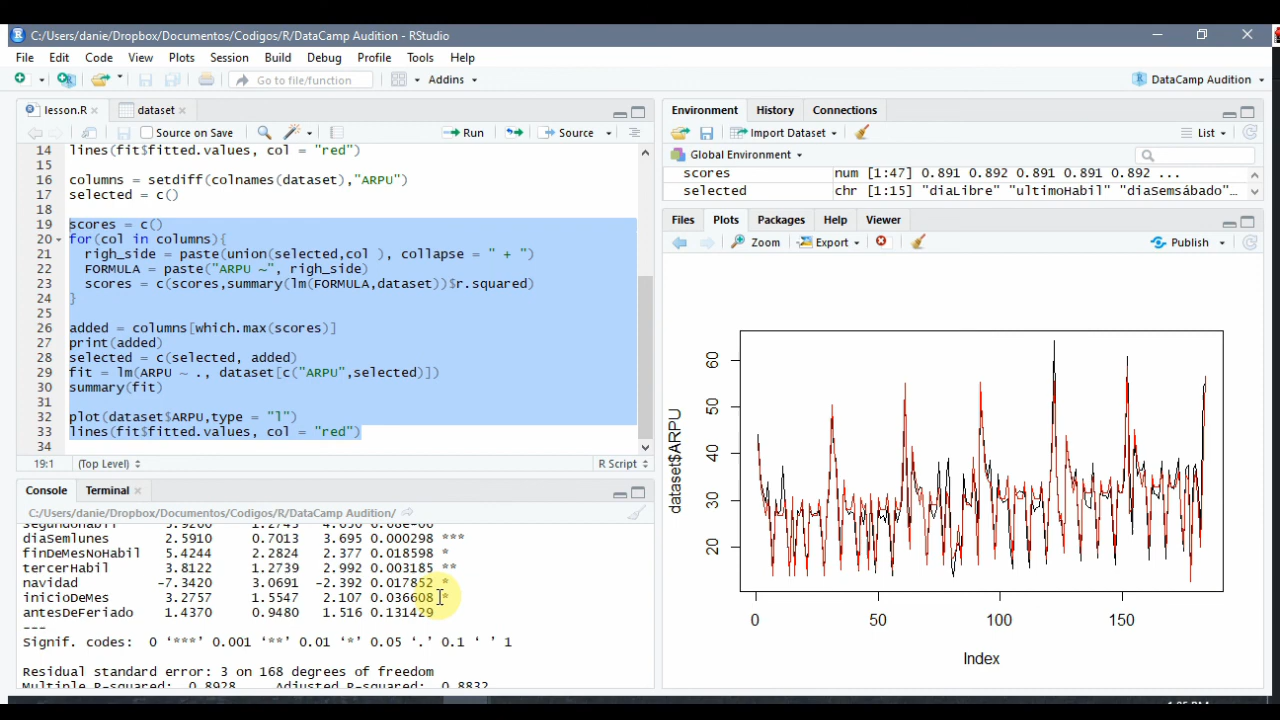 C:/Users/danie/Dropbox/Documentos/Codigos/R/DataCamp Audition - RStudio
File Edit Code View Plots Session Build Debug Profile Tools Help
Go to file/function Addins DataCamp Audition
lesson.R dataset
Source on Save Run Source
14 lines(fit$fitted.values, col = "red")
15
16 columns = setdiff(colnames(dataset),"ARPU")
17 selected = c()
18
19 scores = c()
20 for(col in columns){
21 righ_side = paste(union(selected,col ), collapse = " + ")
22 FORMULA = paste("ARPU ~", righ_side)
23 scores = c(scores,summary(lm(FORMULA,dataset))$r.squared)
24 }
25
26 added = columns[which.max(scores)]
27 print(added)
28 selected = c(selected, added)
29 fit = lm(ARPU ~ ., dataset[c("ARPU",selected)])
30 summary(fit)
31
32 plot(dataset$ARPU,type = "l")
33 lines(fit$fitted.values, col = "red")
34
19:1 (Top Level) R Script
Console Terminal
C:/Users/danie/Dropbox/Documentos/Codigos/R/DataCamp Audition/
diaSemlunes 2.5910 0.7013 3.695 0.000298 ***
finDeMesNoHabil 5.4244 2.2824 2.377 0.018598 *
tercerHabil 3.8122 1.2739 2.992 0.003185 **
navidad -7.3420 3.0691 -2.392 0.017852 *
inicioDeMes 3.2757 1.5547 2.107 0.036608 *
antesDeFeriado 1.4370 0.9480 1.516 0.131429
---
Signif. codes: 0 ‘***’ 0.001 ‘**’ 0.01 ‘*’ 0.05 ‘.’ 0.1 ‘ ’ 1
Residual standard error: 3 on 168 degrees of freedom
Multiple R-squared: 0.8928 Adjusted R-squared: 0.8832
Environment History Connections
Import Dataset List
Global Environment
scores num [1:47] 0.891 0.892 0.891 0.891 0.892 ...
selected chr [1:15] "diaLibre" "ultimoHabil" "diaSemsábado"…
Files Plots Packages Help Viewer
Zoom Export Publish
dataset$ARPU
60
50
40
30
20
0 50 100 150
Index